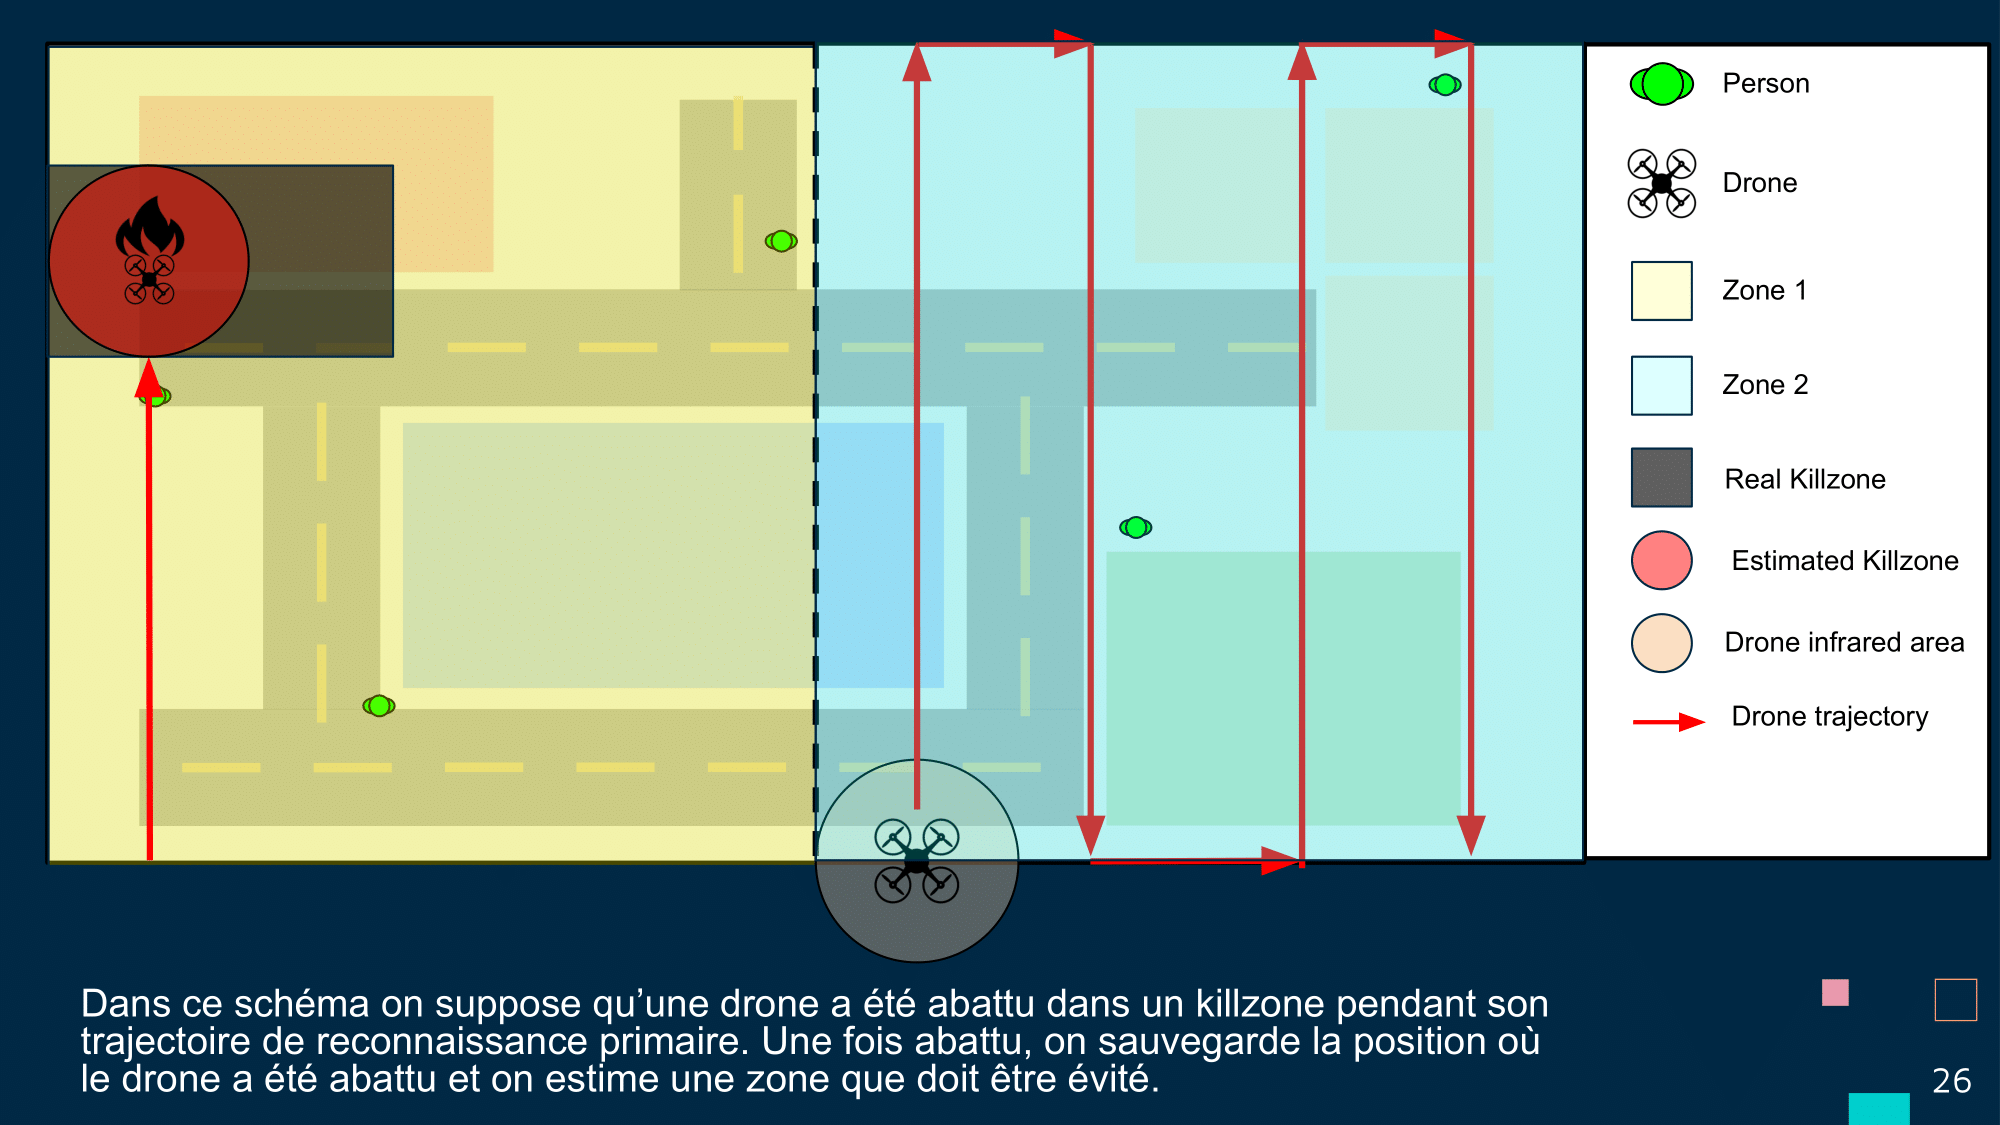 Person
Drone
Zone 1
Zone 2
Real Killzone
Estimated Killzone
Drone infrared area
Drone trajectory
Dans ce schéma on suppose qu’une drone a été abattu dans un killzone pendant son
trajectoire de reconnaissance primaire. Une fois abattu, on sauvegarde la position où
le drone a été abattu et on estime une zone que doit être évité.
26